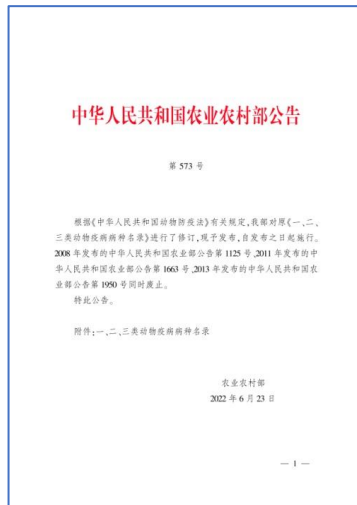 中华人民共和国农业农村部公告
第 573 号
根据《中华人民共和国动物防疫法》有关规定,我部对原《一、二、
三类动物疫病病种名录》进行了修订,现予发布,自发布之日起施行。
2008 年发布的中华人民共和国农业部公告第 1125 号,2011 年发布的中
华人民共和国农业部公告第 1663 号,2013 年发布的中华人民共和国农
业部公告第 1950 号同时废止。
特此公告。
附件:一、二、三类动物疫病病种名录
农业农村部
2022 年 6 月 23 日
— 1 —